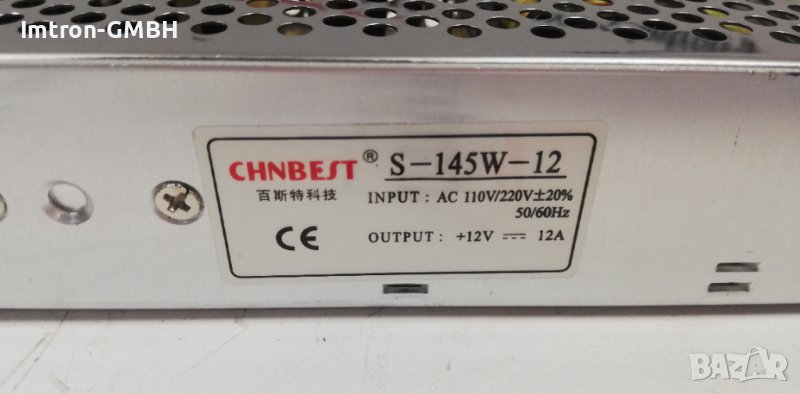 Imtron-GMBH
CHNBEST® S-145W-12
百斯特科技
INPUT: AC 110V/220V±20%
50/60Hz
CE
OUTPUT: +12V ⎓ 12A
BAZAR